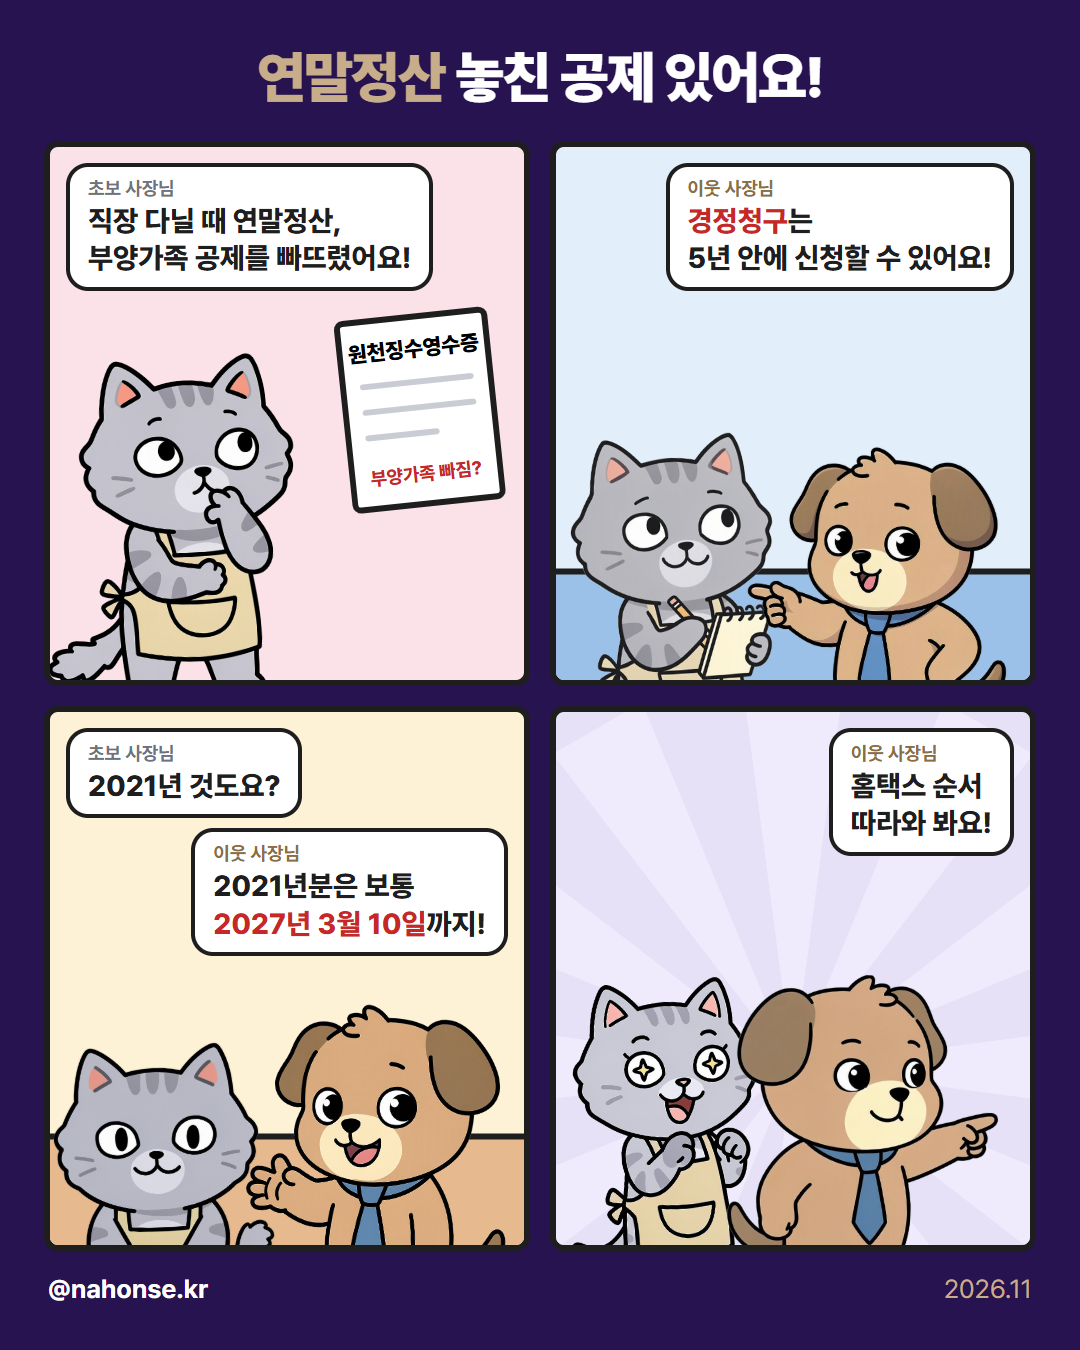 연말정산 놓친 공제 있어요!
초보 사장님
직장 다닐 때 연말정산,
부양가족 공제를 빠뜨렸어요!
원천징수영수증
부양가족 빠짐?
이웃 사장님
경정청구는
5년 안에 신청할 수 있어요!
초보 사장님
2021년 것도요?
이웃 사장님
2021년분은 보통
2027년 3월 10일까지!
이웃 사장님
홈택스 순서
따라와 봐요!
@nahonse.kr
2026.11